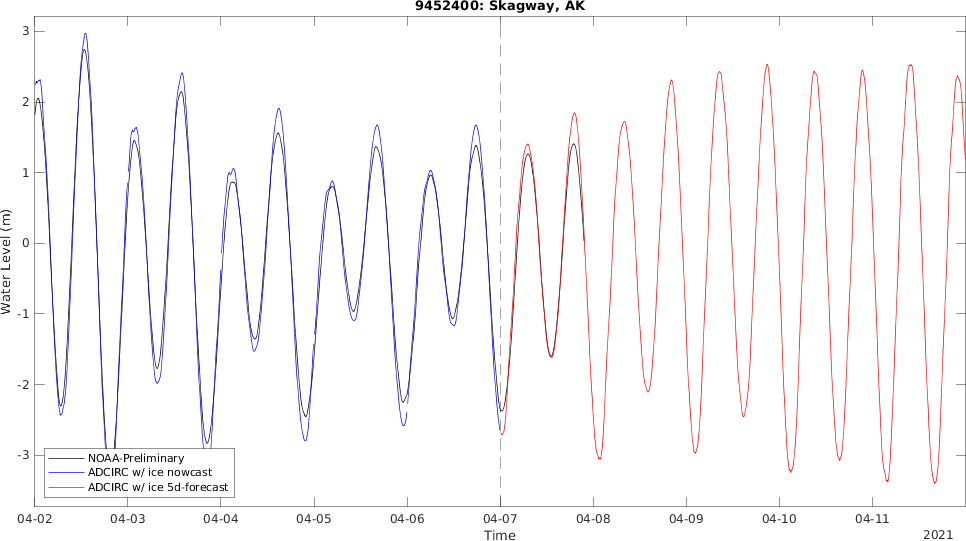 9452400: Skagway, AK
Water Level (m)
3
2
1
0
-1
-2
-3
NOAA-Preliminary
ADCIRC w/ ice nowcast
ADCIRC w/ ice 5d-forecast
04-02 04-03 04-04 04-05 04-06 04-07 04-08 04-09 04-10 04-11
Time
2021